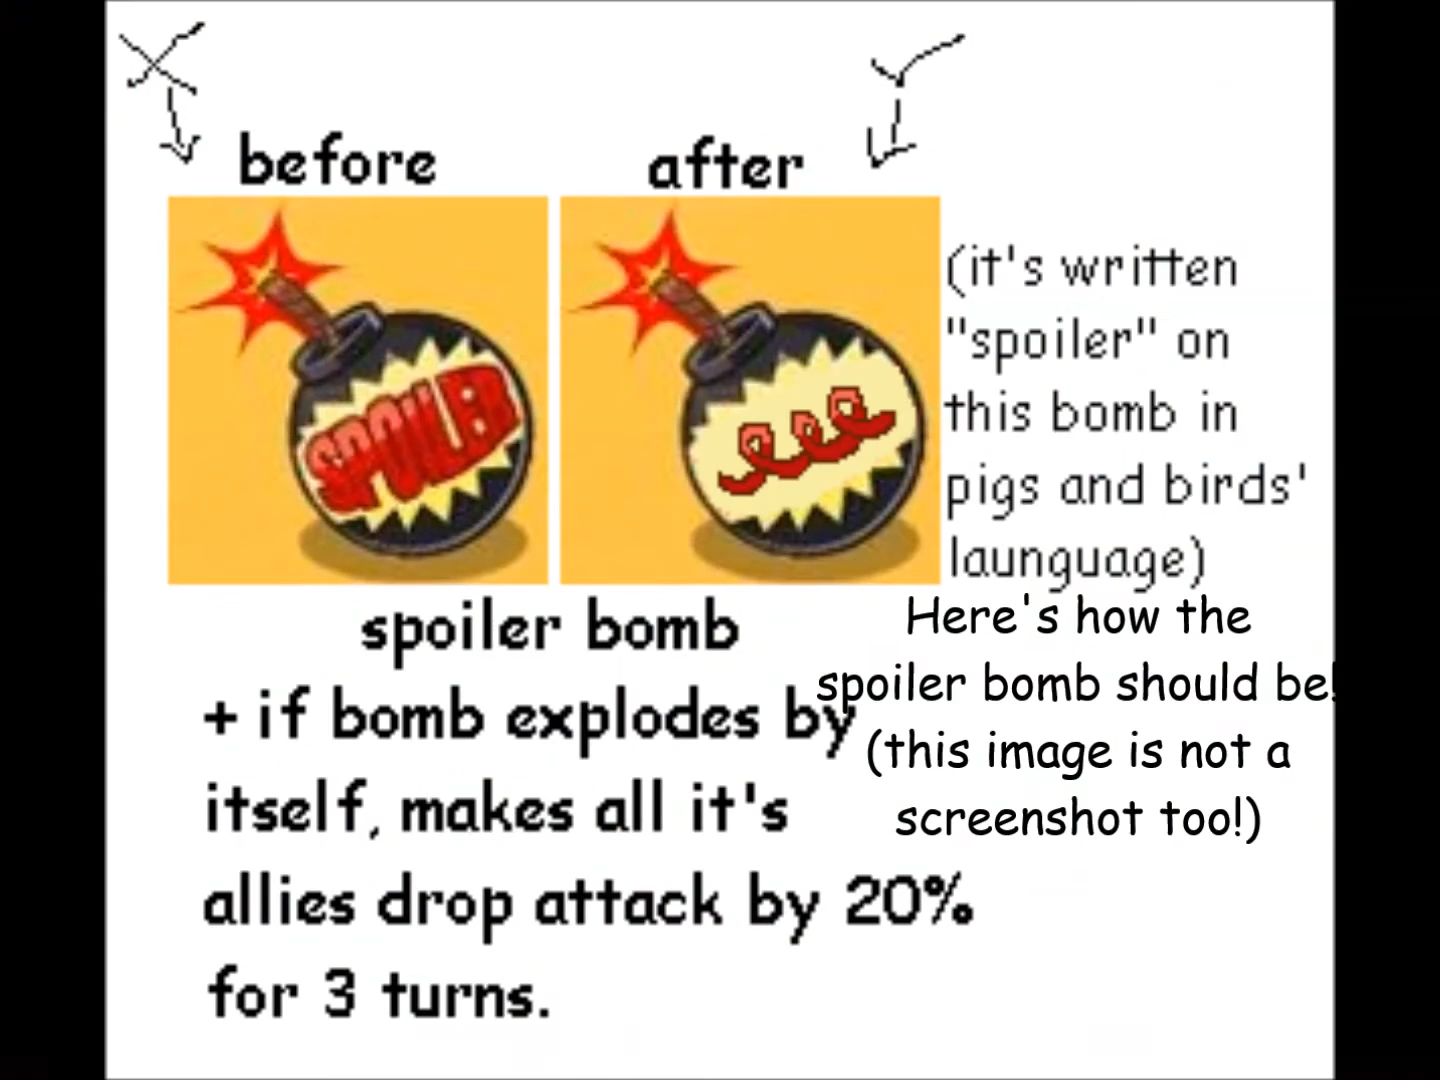 before
after
SPOILER
(it's written
"spoiler" on
this bomb in
pigs and birds'
launguage)
spoiler bomb
+ if bomb explodes by
itself, makes all it's
allies drop attack by 20%
for 3 turns.
Here's how the
spoiler bomb should be!
(this image is not a
screenshot too!)